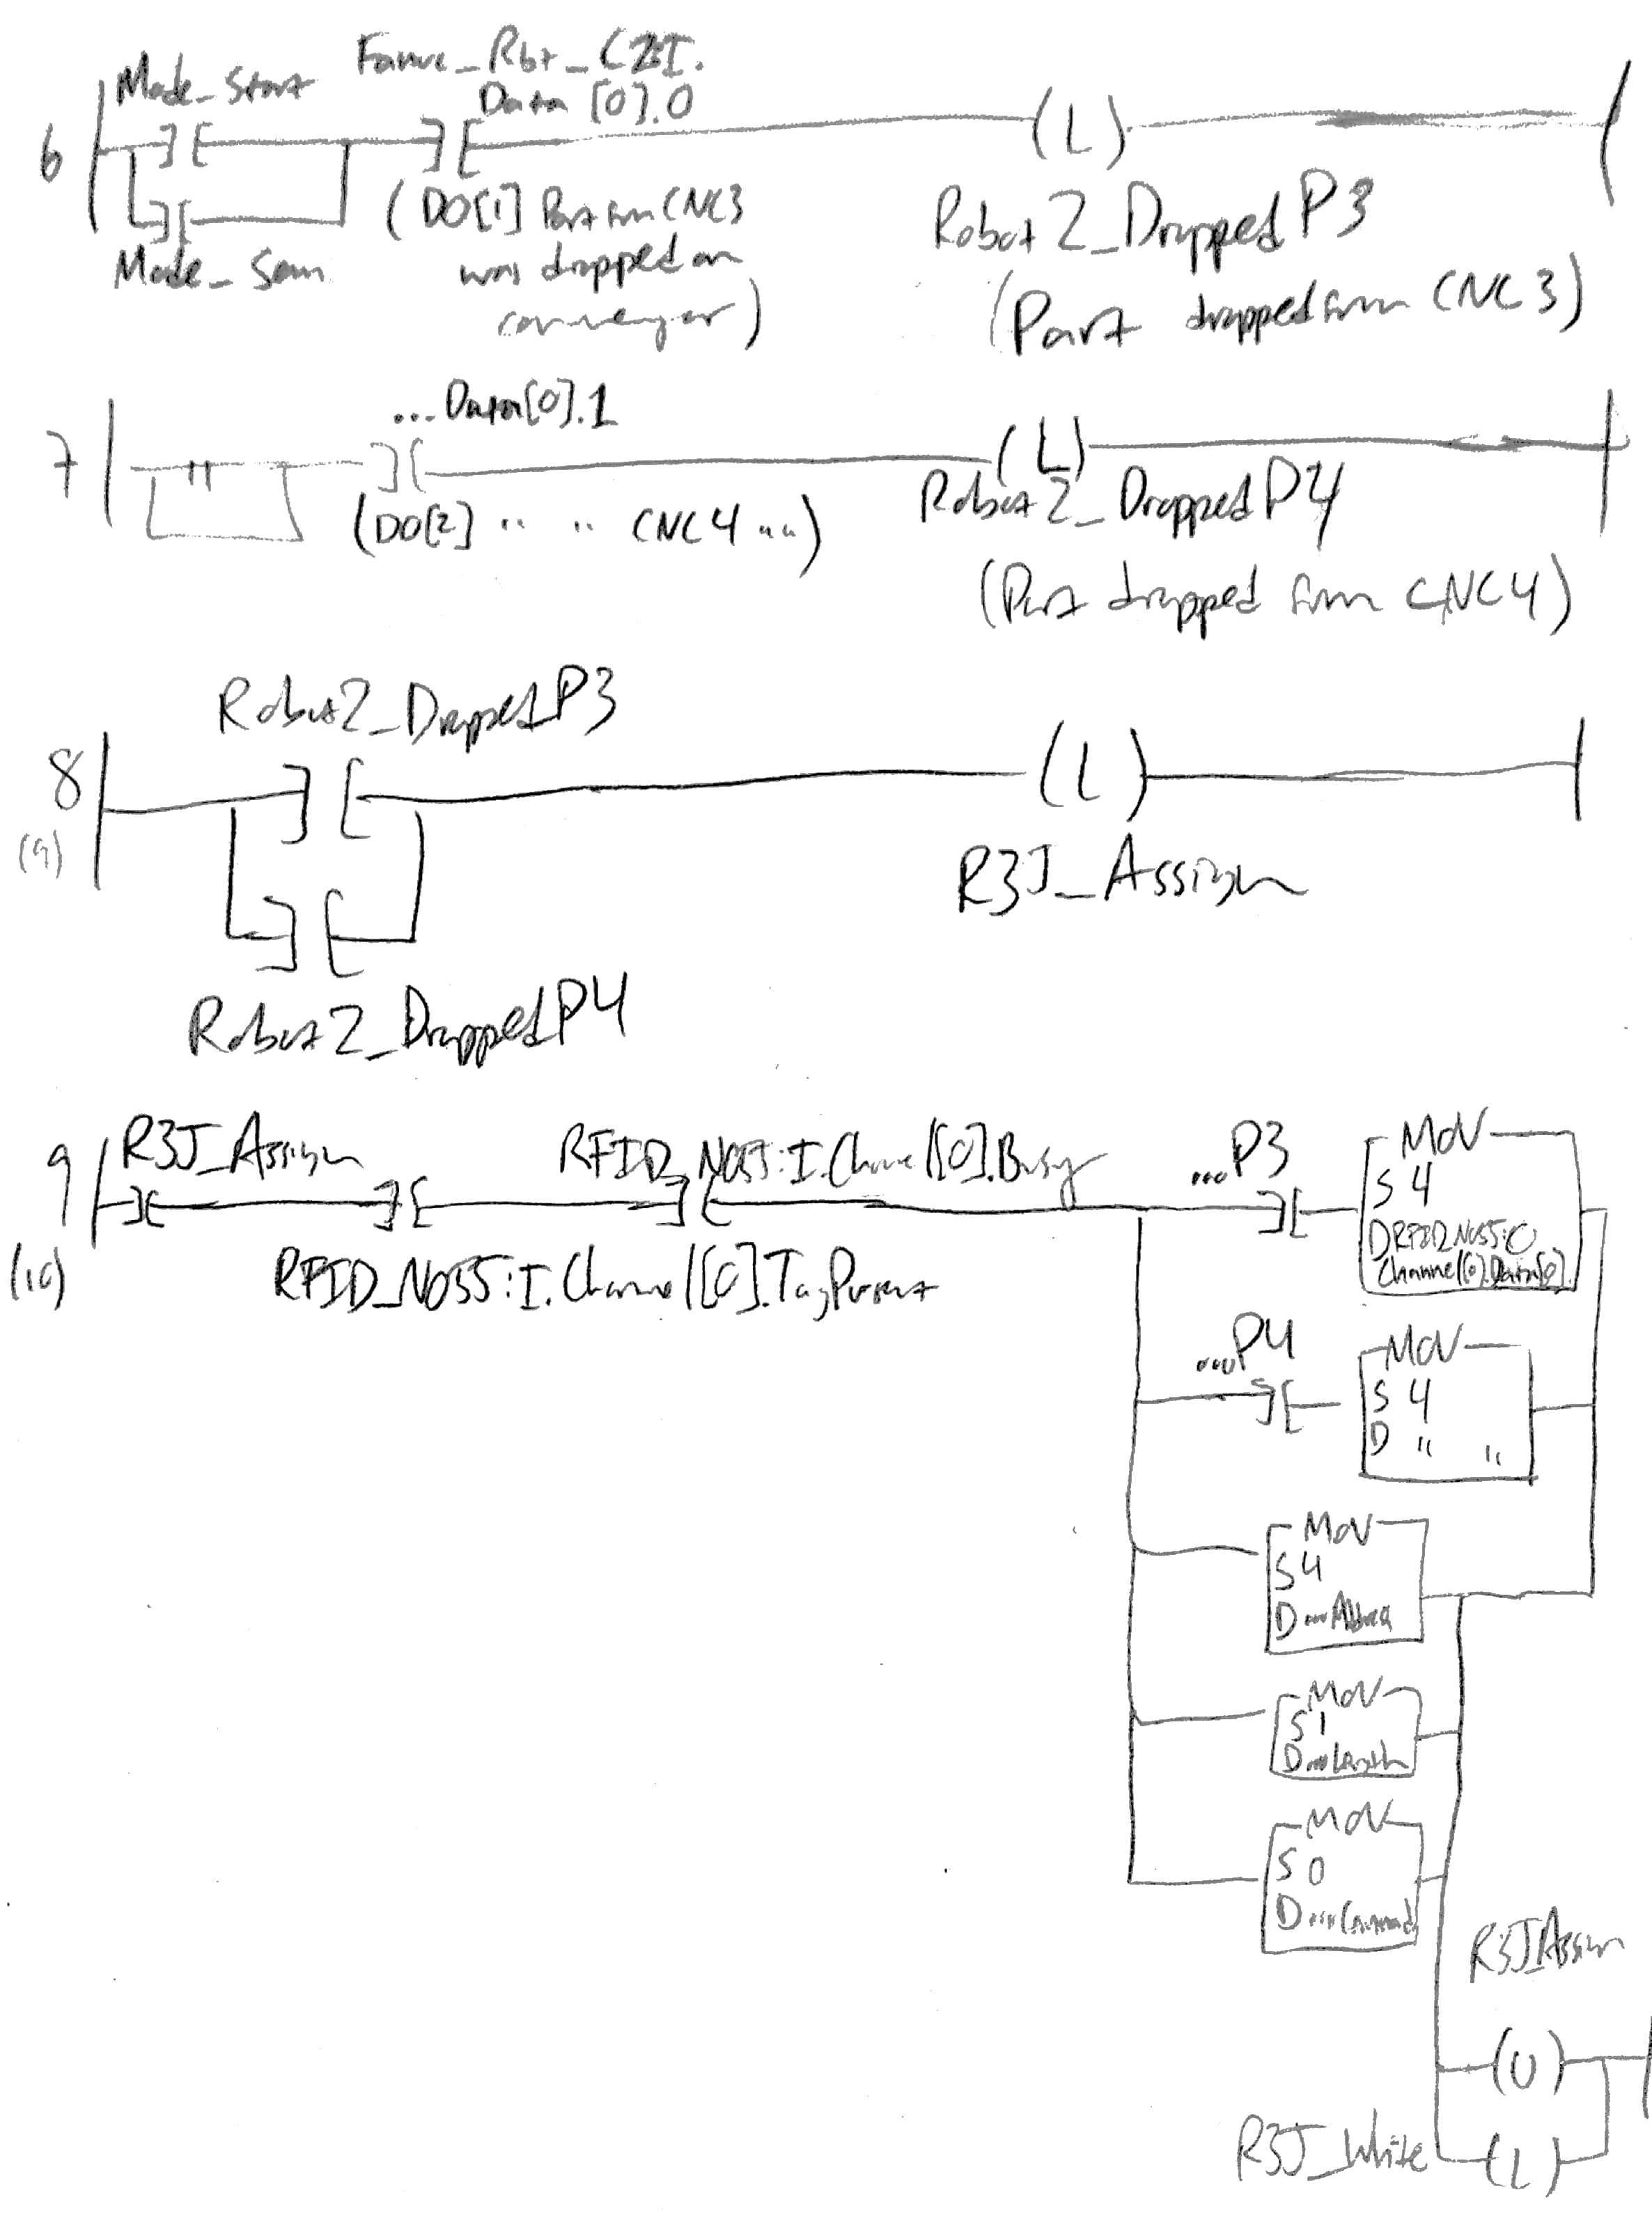 6
Mode_Start
Fanuc_Rbt_C2:I.
Data[0].0
] [
] [
(L)
Mode_Sem
(DO[1] Part from CNC3
was dropped on
conveyor)
Robot2_DroppedP3
(Part dropped from CNC3)
7
"
...Data[0].1
] [
(L)
(DO[2] " " CNC4 " ")
Robot2_DroppedP4
(Part dropped from CNC4)
8
(9)
Robot2_DroppedP3
] [
(L)
R3J_Assign
] [
Robot2_DroppedP4
9
(10)
R3J_Assign
RFID_N055:I.Channel[0].Busy
] [
] [
] [
RFID_N055:I.Channel[0].TagPresent
...P3
] [
MOV
S 4
D RFID_N055:O
Channel[0].Data[0].
...P4
] [
MOV
S 4
D " "
MOV
S 4
D ...Address
MOV
S 1
D ...Length
MOV
S 0
D ...Command
R3J_Assign
(U)
R3J_Write
(L)